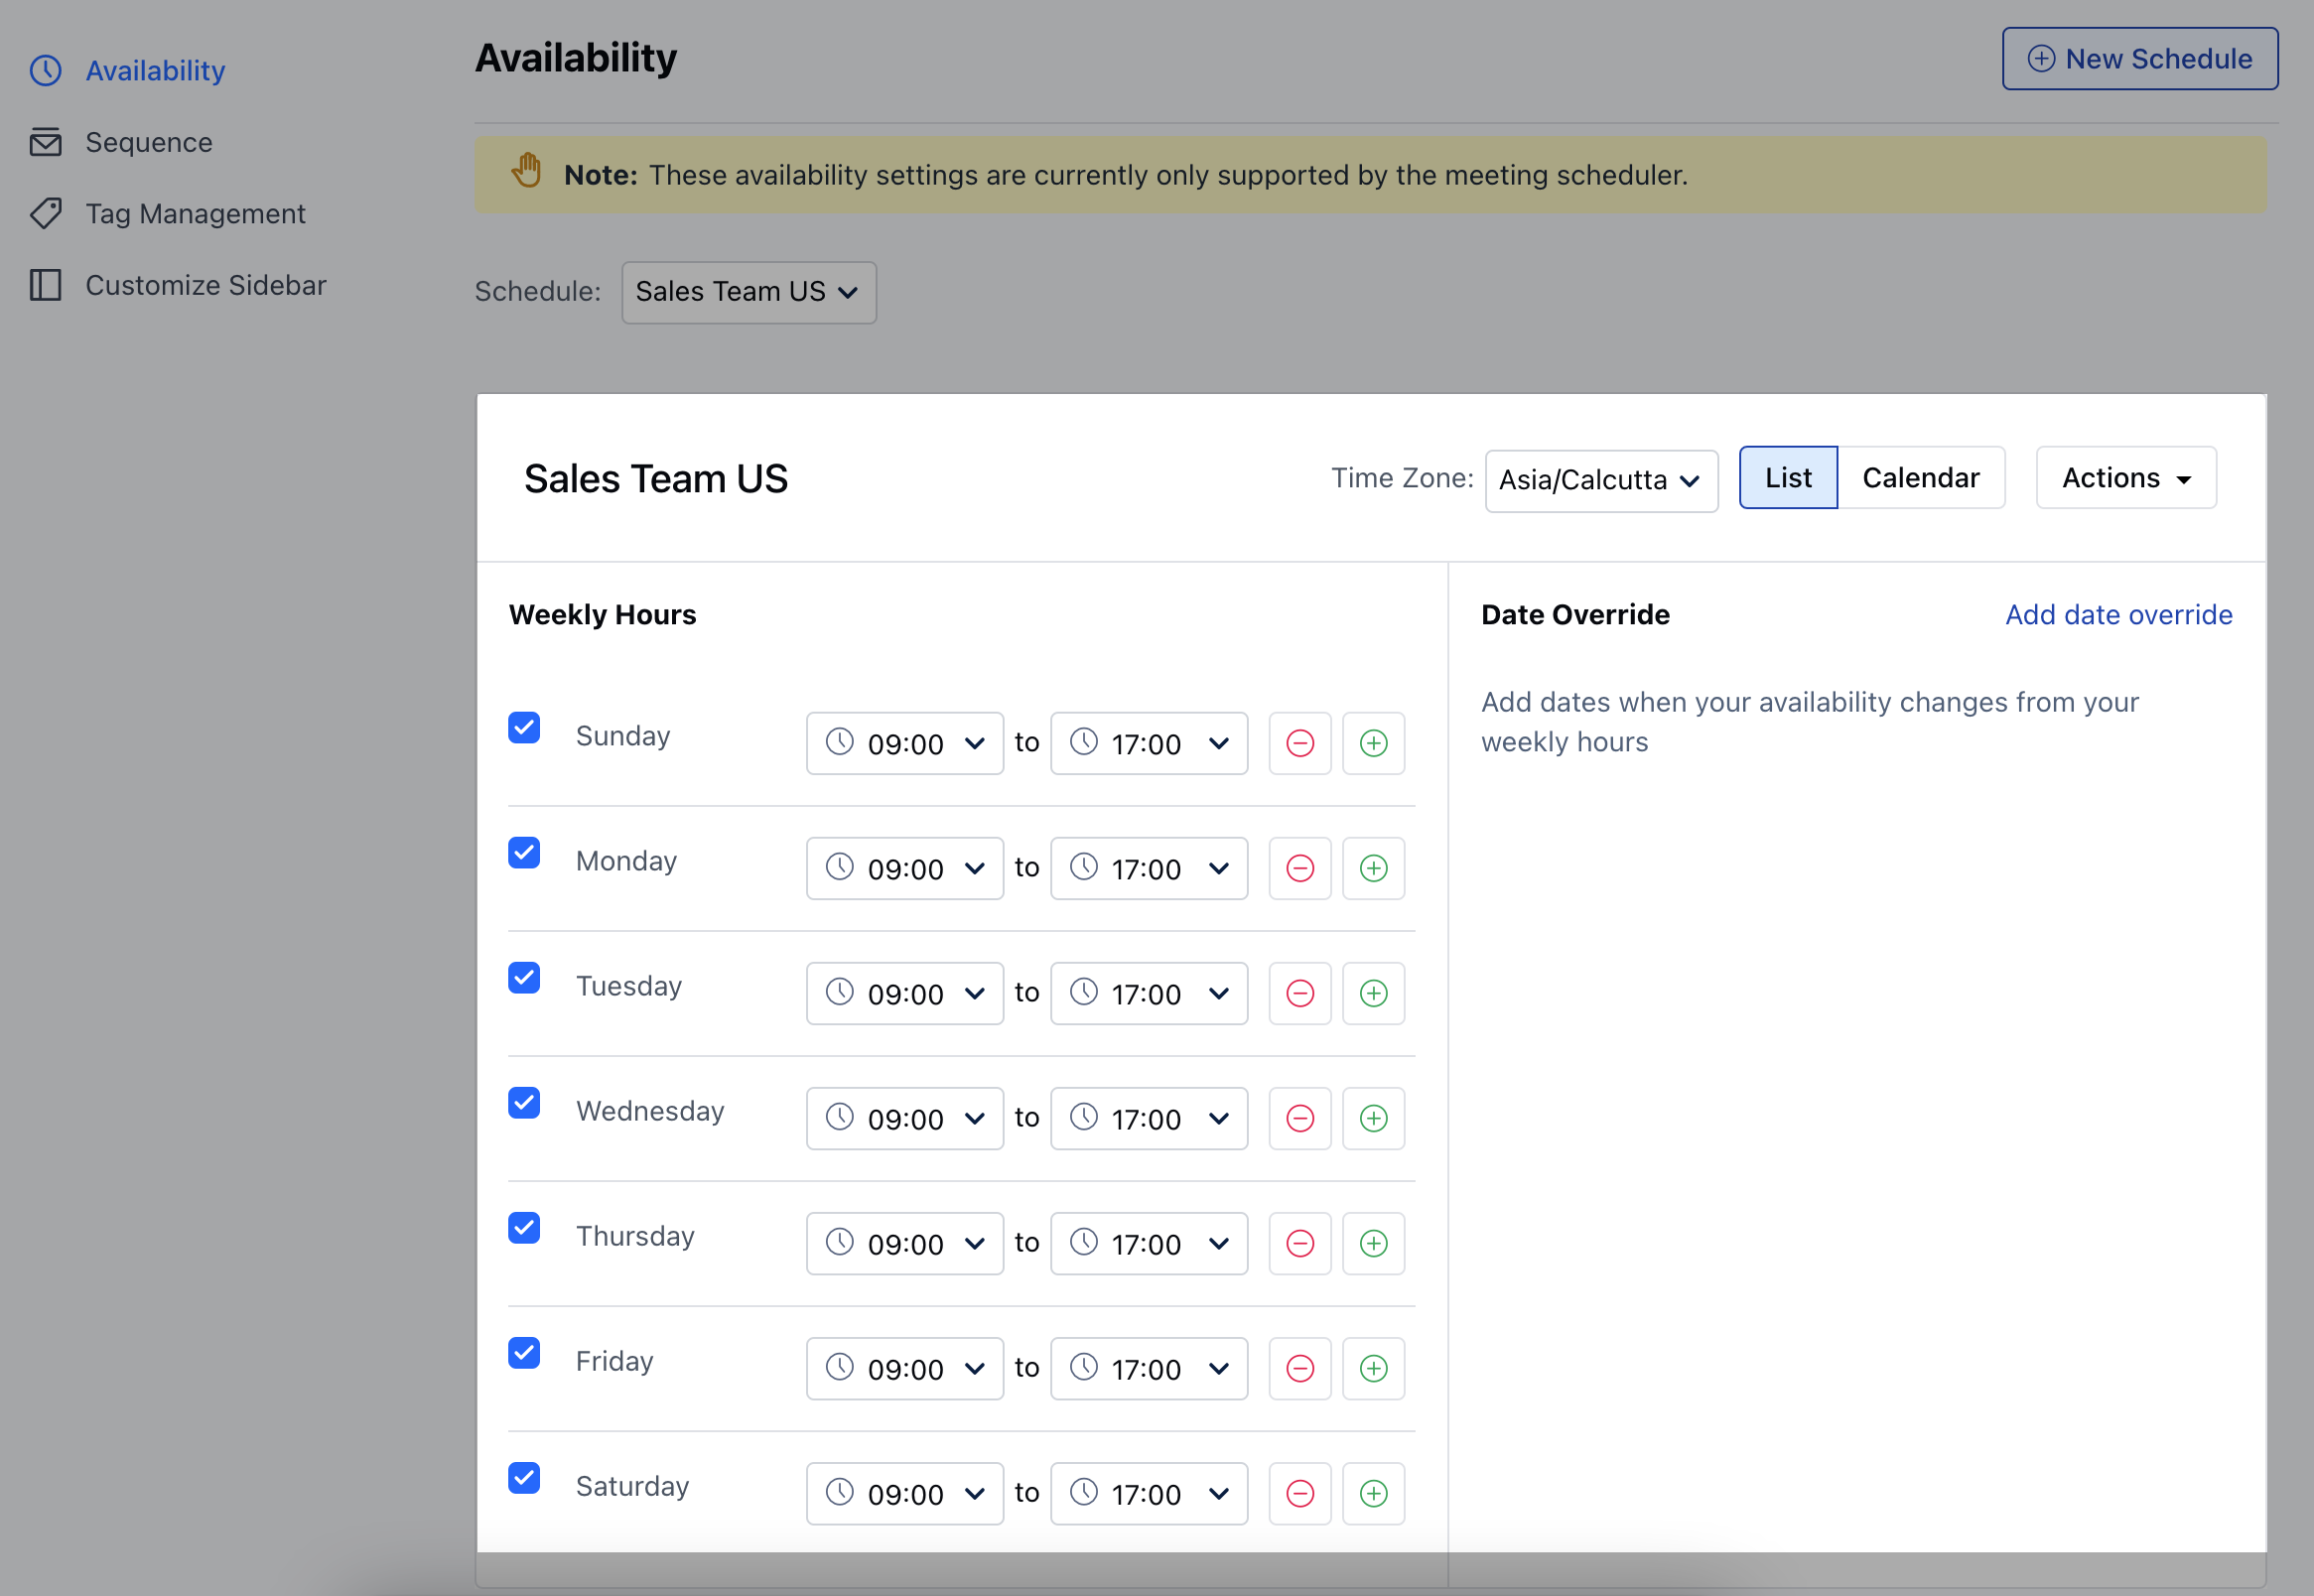 Availability
Sequence
Tag Management
Customize Sidebar
Availability
New Schedule
Note: These availability settings are currently only supported by the meeting scheduler.
Schedule: Sales Team US
Sales Team US
Time Zone: Asia/Calcutta
List
Calendar
Actions
Weekly Hours
Sunday 09:00 to 17:00
Monday 09:00 to 17:00
Tuesday 09:00 to 17:00
Wednesday 09:00 to 17:00
Thursday 09:00 to 17:00
Friday 09:00 to 17:00
Saturday 09:00 to 17:00
Date Override
Add date override
Add dates when your availability changes from your
weekly hours